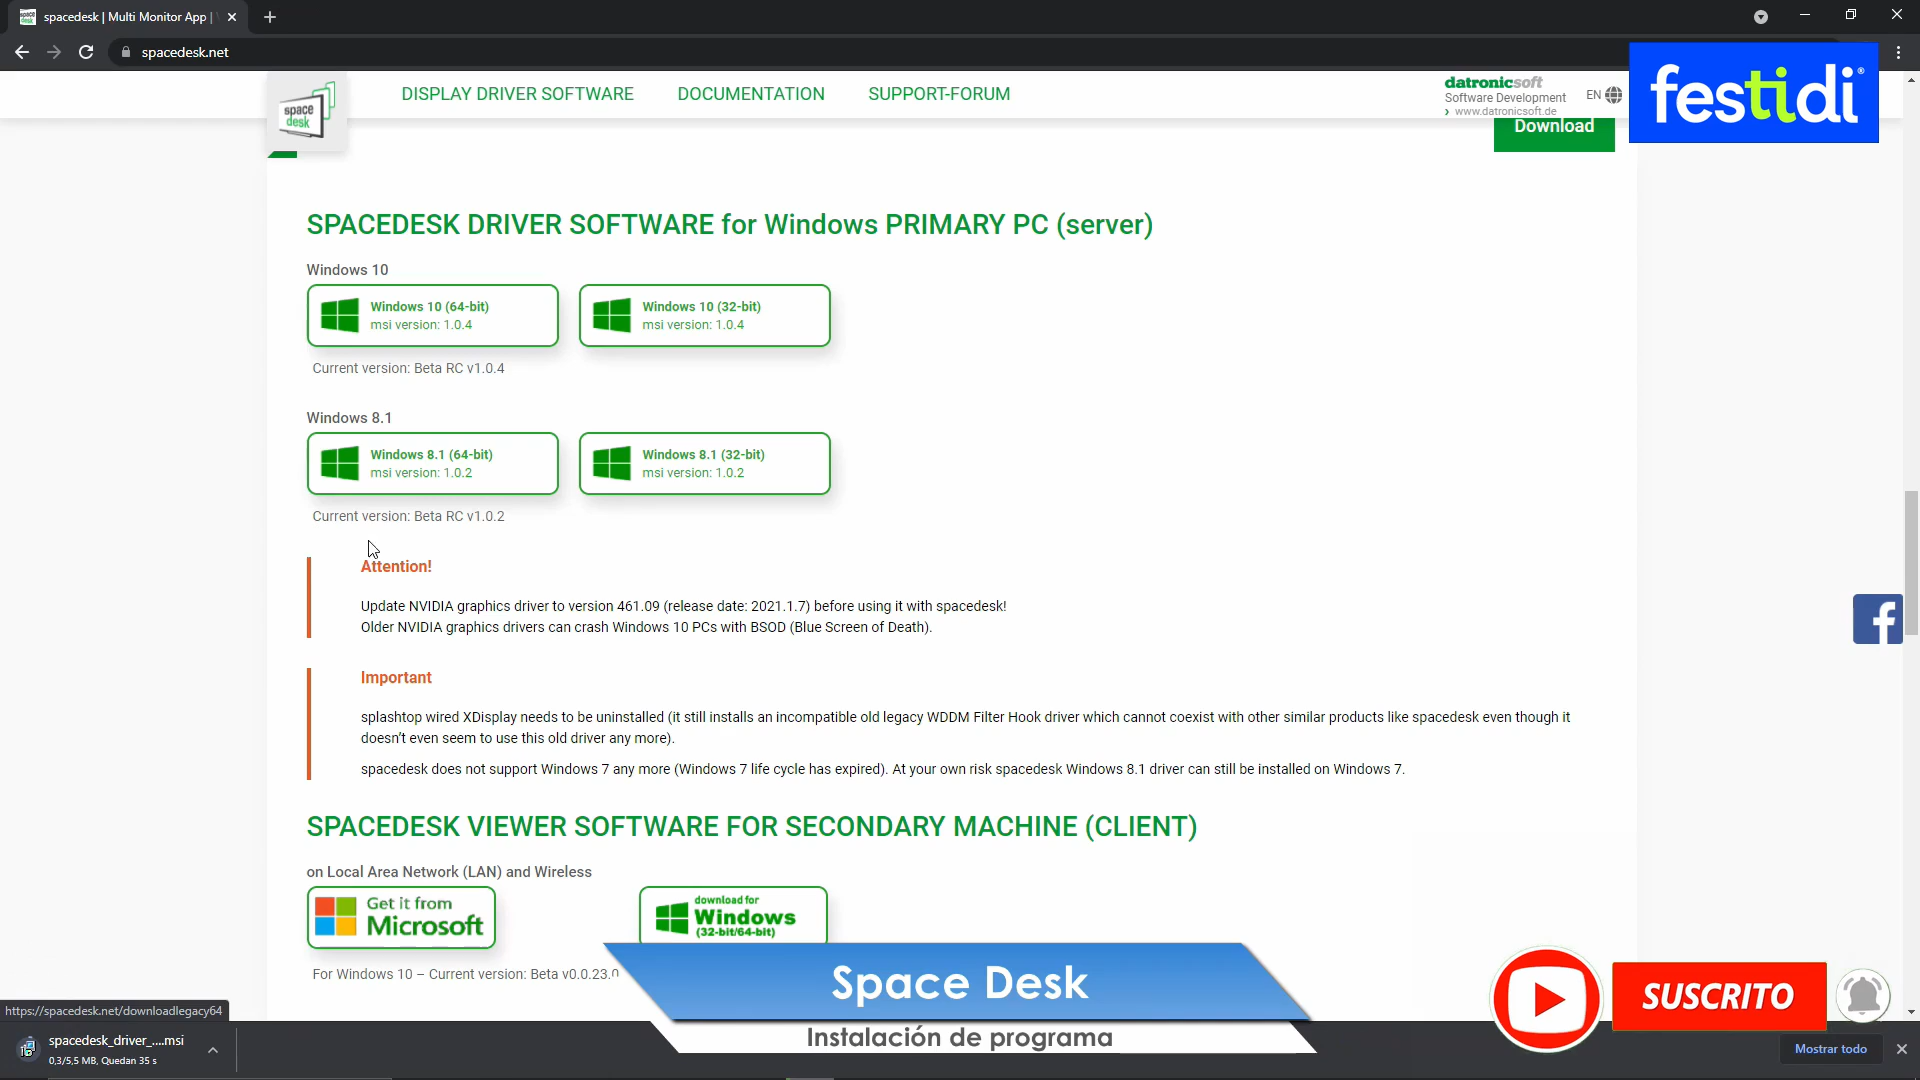 spacedesk | Multi Monitor App |
spacedesk.net
space
desk
DISPLAY DRIVER SOFTWARE
DOCUMENTATION
SUPPORT-FORUM
datronicsoft
Software Development
› www.datronicsoft.de
EN
festidi®
Download
SPACEDESK DRIVER SOFTWARE for Windows PRIMARY PC (server)
Windows 10
Windows 10 (64-bit)
msi version: 1.0.4
Windows 10 (32-bit)
msi version: 1.0.4
Current version: Beta RC v1.0.4
Windows 8.1
Windows 8.1 (64-bit)
msi version: 1.0.2
Windows 8.1 (32-bit)
msi version: 1.0.2
Current version: Beta RC v1.0.2
Attention!
Update NVIDIA graphics driver to version 461.09 (release date: 2021.1.7) before using it with spacedesk!
Older NVIDIA graphics drivers can crash Windows 10 PCs with BSOD (Blue Screen of Death).
Important
splashtop wired XDisplay needs to be uninstalled (it still installs an incompatible old legacy WDDM Filter Hook driver which cannot coexist with other similar products like spacedesk even though it
doesn't even seem to use this old driver any more).
spacedesk does not support Windows 7 any more (Windows 7 life cycle has expired). At your own risk spacedesk Windows 8.1 driver can still be installed on Windows 7.
SPACEDESK VIEWER SOFTWARE FOR SECONDARY MACHINE (CLIENT)
on Local Area Network (LAN) and Wireless
Get it from
Microsoft
download for
Windows
(32-bit/64-bit)
For Windows 10 – Current version: Beta v0.0.23.0
Space Desk
Instalación de programa
SUSCRITO
https://spacedesk.net/downloadlegacy64
spacedesk_driver_....msi
0,3/5,5 MB, Quedan 35 s
Mostrar todo